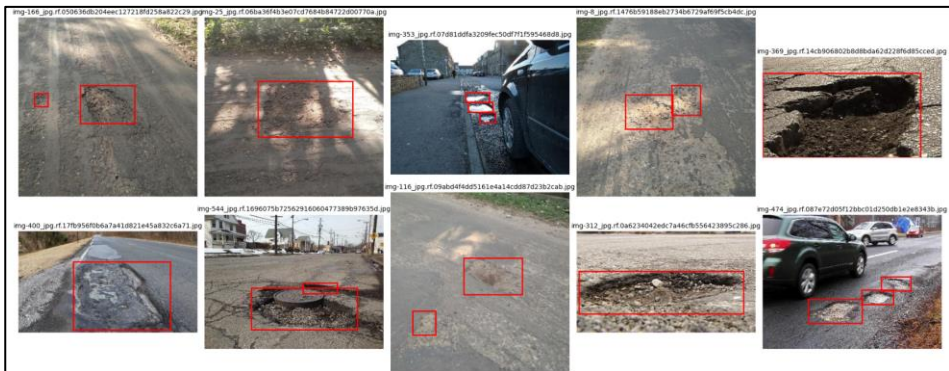 img-166_jpg.rf.050636db204eec127218fd258a822c29.jpg
img-25_jpg.rf.06ba36f4b3e07cd7684b84722d00770a.jpg
img-353_jpg.rf.07d81ddfa3209fec50df7f1f595468d8.jpg
img-8_jpg.rf.1476b59188eb2734b6729af69f5cb4dc.jpg
img-369_jpg.rf.14cb906802b8d8bda62d228f6d85cced.jpg
img-400_jpg.rf.17fb956f0b6a7a41d821e45a832c6a71.jpg
img-544_jpg.rf.1696075b72562916060477389b97635d.jpg
img-116_jpg.rf.09abd4f4dd5161e4a14cdd87d23b2cab.jpg
img-312_jpg.rf.0a6234042edc7a46cfb556423895c286.jpg
img-474_jpg.rf.087e72d05f12bbc01d250db1e2e8343b.jpg